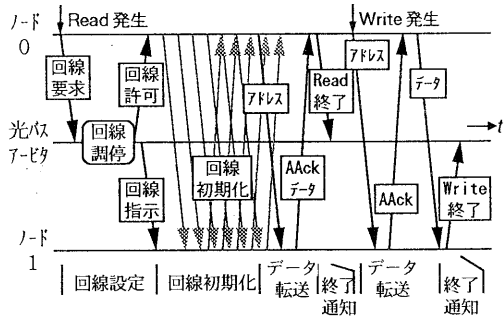 ノード
0
Read 発生
Write 発生
回線
要求
回線
許可
アドレス
Read
終了
アドレス
データ
光バス
アービタ
回線
調停
t
回線
指示
回線
初期化
AAck
データ
AAck
Write
終了
ノード
1
回線設定
回線初期化
データ
転送
終了
通知
データ
転送
終了
通知